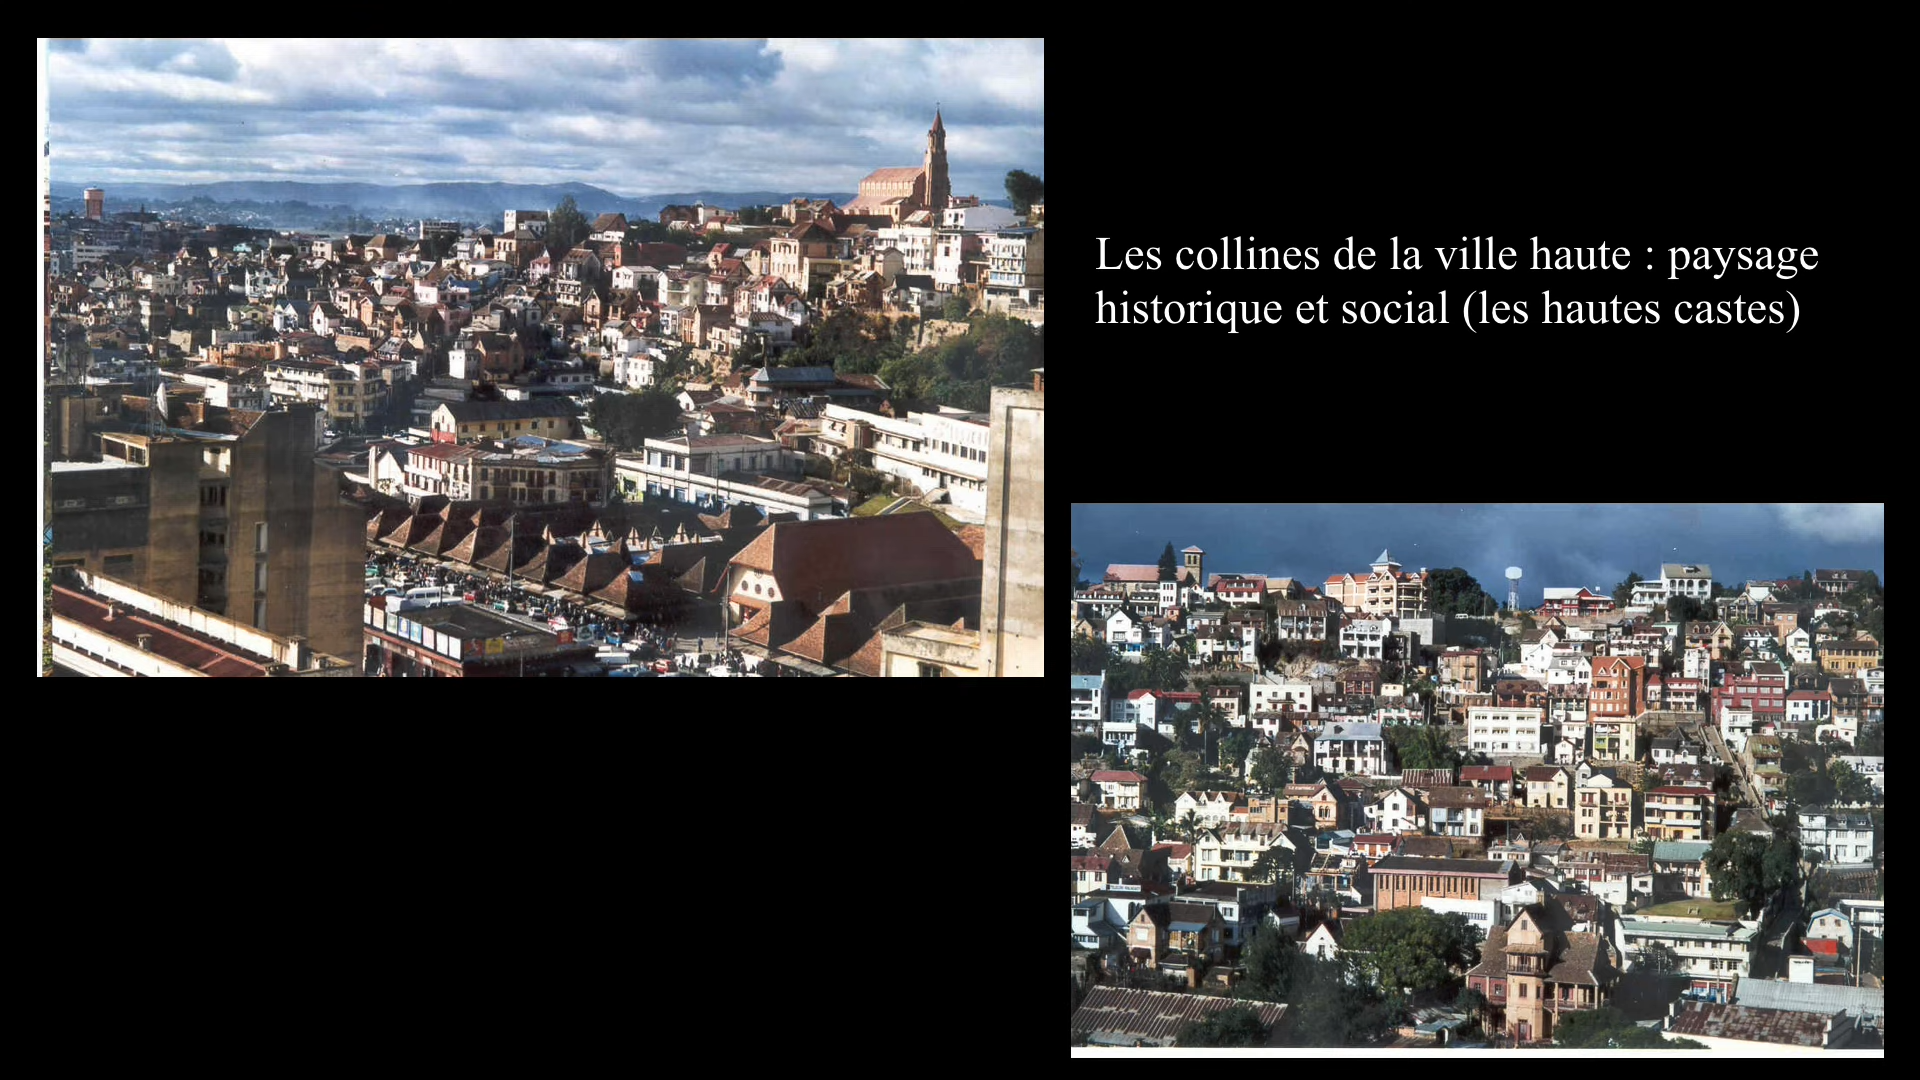 Les collines de la ville haute : paysage
historique et social (les hautes castes)